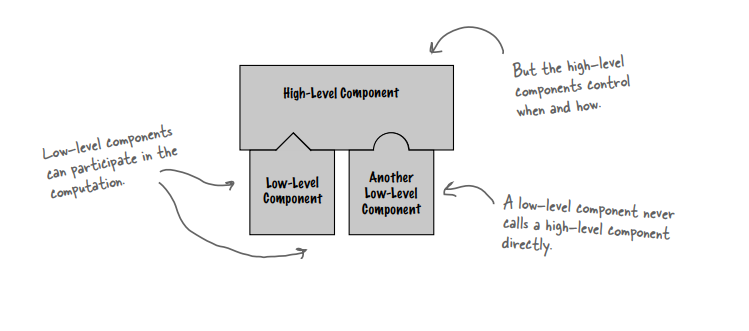 But the high-level
components control
when and how.
High-Level Component
Low-level components
can participate in the
computation.
Low-Level
Component
Another
Low-Level
Component
A low-level component never
calls a high-level component
directly.